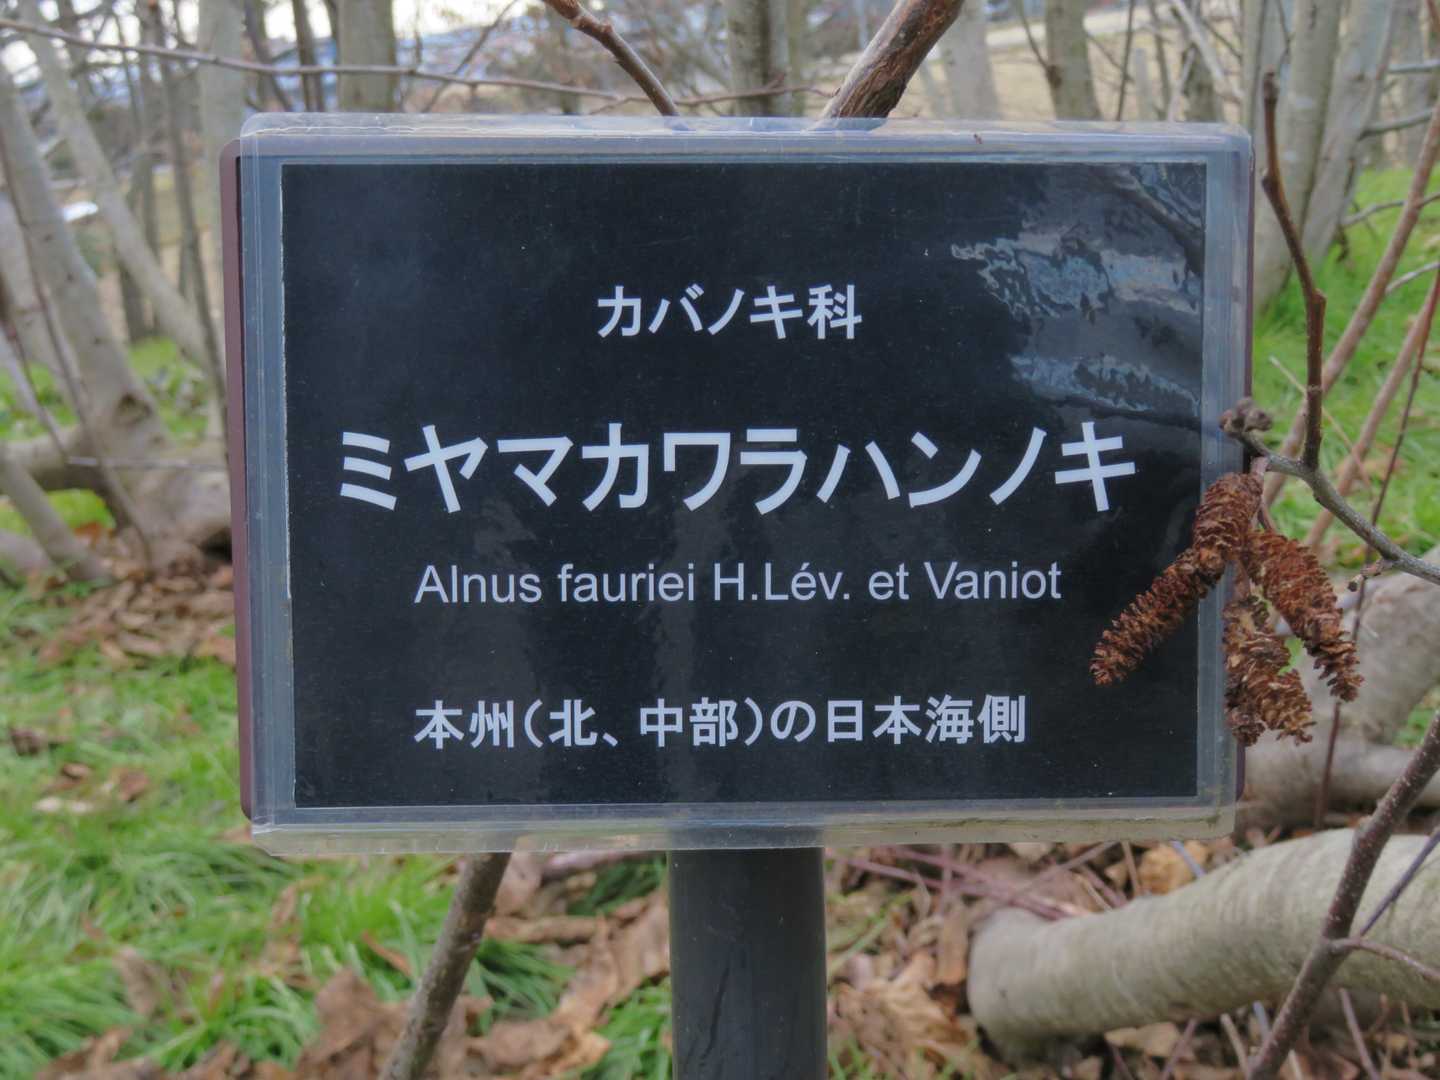 カバノキ科
ミヤマカワラハンノキ
Alnus fauriei H.Lév. et Vaniot
本州（北、中部）の日本海側